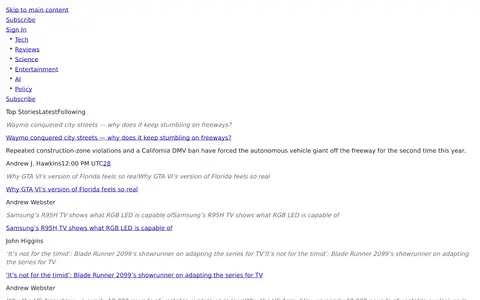 Skip to main content
Subscribe
Sign In
• Tech
• Reviews
• Science
• Entertainment
• AI
• Policy
Subscribe
Top StoriesLatestFollowing
Waymo conquered city streets — why does it keep stumbling on freeways?
Waymo conquered city streets — why does it keep stumbling on freeways?
Repeated construction-zone violations and a California DMV ban have forced the autonomous vehicle giant off the freeway for the second time this year.
Andrew J. Hawkins12:00 PM UTC28
Why GTA VI's version of Florida feels so realWhy GTA VI's version of Florida feels so real
Why GTA VI's version of Florida feels so real
Andrew Webster
Samsung's R95H TV shows what RGB LED is capable ofSamsung's R95H TV shows what RGB LED is capable of
Samsung's R95H TV shows what RGB LED is capable of
John Higgins
'It's not for the timid': Blade Runner 2099's showrunner on adapting the series for TV'It's not for the timid': Blade Runner 2099's showrunner on adapting
the series for TV
'It's not for the timid': Blade Runner 2099's showrunner on adapting the series for TV
Andrew Webster